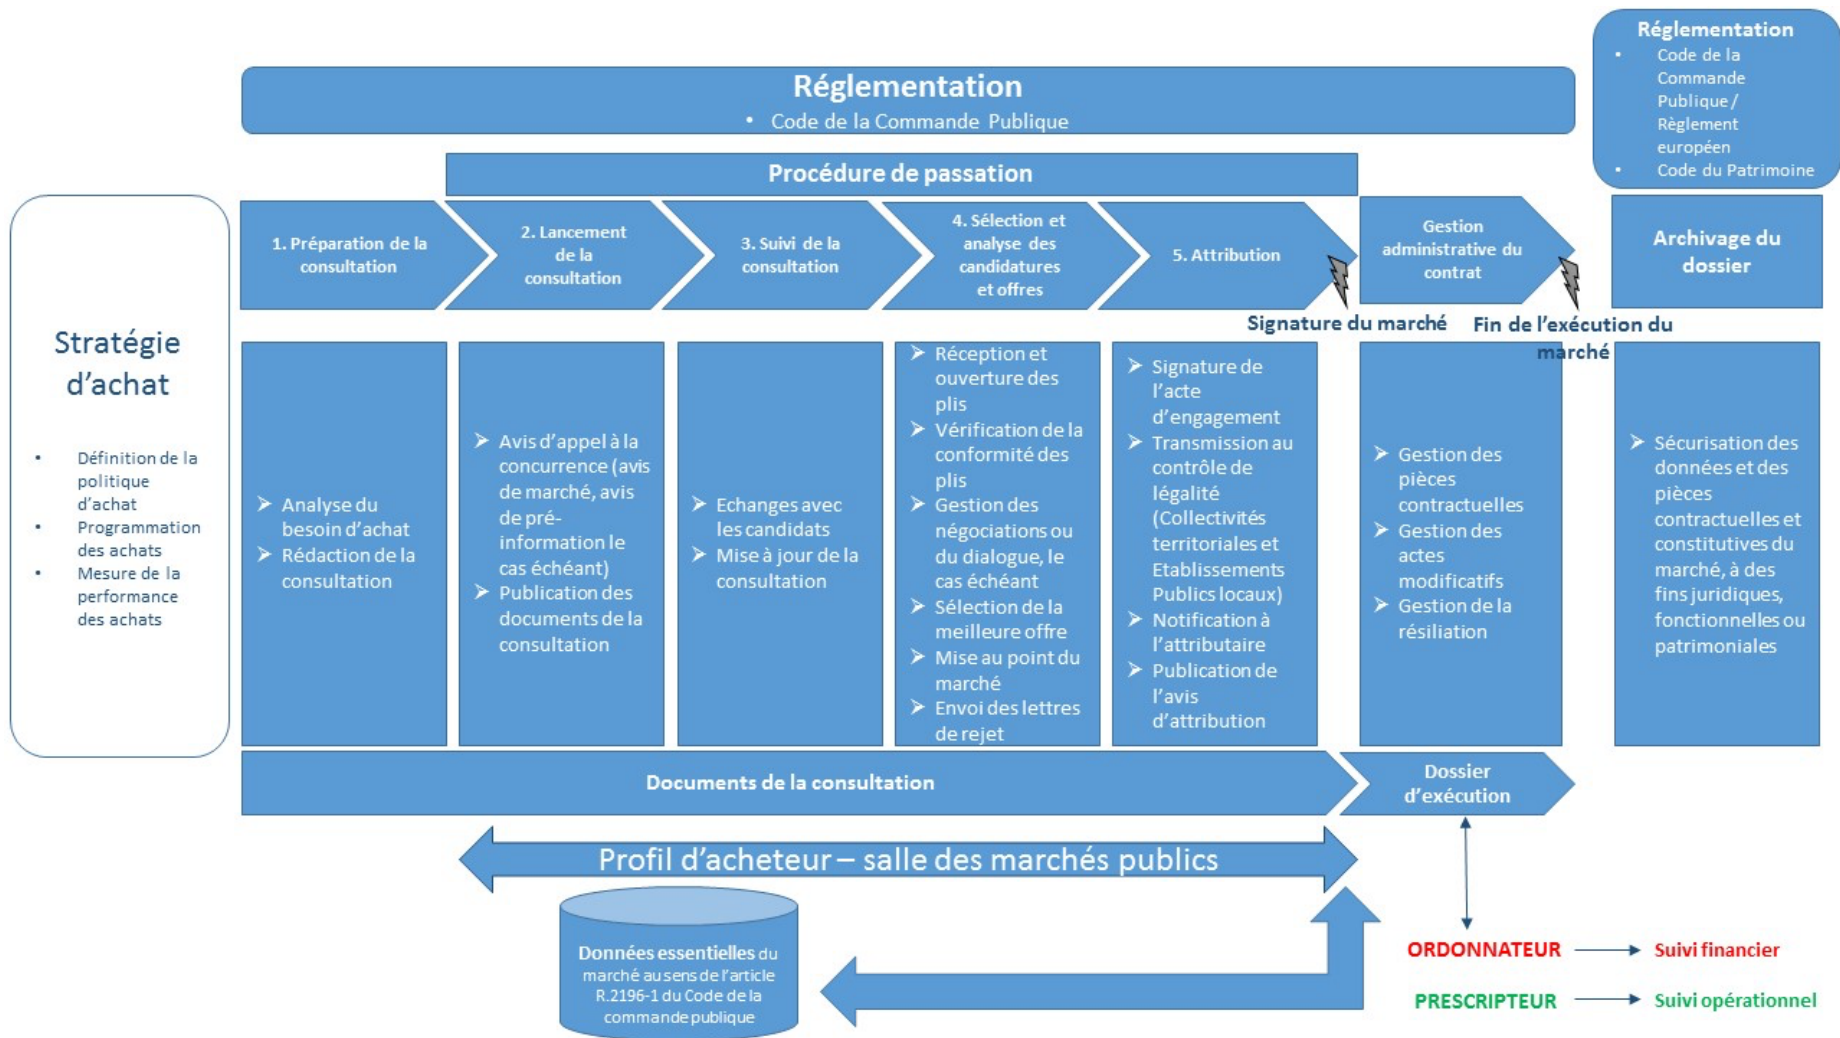 Réglementation
• Code de la Commande Publique
Réglementation
• Code de la
Commande
Publique /
Règlement
européen
• Code du Patrimoine
Procédure de passation
1. Préparation de la
consultation
2. Lancement
de la
consultation
3. Suivi de la
consultation
4. Sélection et
analyse des
candidatures
et offres
5. Attribution
Gestion
administrative du
contrat
Archivage du
dossier
Signature du marché
Fin de l'exécution du
marché
Stratégie
d'achat
• Définition de la
politique
d'achat
• Programmation
des achats
• Mesure de la
performance
des achats
➢ Analyse du
besoin d'achat
➢ Rédaction de la
consultation
➢ Avis d'appel à la
concurrence (avis
de marché, avis
de pré-
information le
cas échéant)
➢ Publication des
documents de la
consultation
➢ Echanges avec
les candidats
➢ Mise à jour de la
consultation
➢ Réception et
ouverture des
plis
➢ Vérification de la
conformité des
plis
➢ Gestion des
négociations ou
du dialogue, le
cas échéant
➢ Sélection de la
meilleure offre
➢ Mise au point du
marché
➢ Envoi des lettres
de rejet
➢ Signature de
l'acte
d'engagement
➢ Transmission au
contrôle de
légalité
(Collectivités
territoriales et
Etablissements
Publics locaux)
➢ Notification à
l'attributaire
➢ Publication de
l'avis
d'attribution
➢ Gestion des
pièces
contractuelles
➢ Gestion des
actes
modificatifs
➢ Gestion de la
résiliation
➢ Sécurisation des
données et des
pièces
contractuelles et
constitutives du
marché, à des
fins juridiques,
fonctionnelles ou
patrimoniales
Documents de la consultation
Dossier
d'exécution
Profil d'acheteur – salle des marchés publics
Données essentielles du
marché au sens de l'article
R.2196-1 du Code de la
commande publique
ORDONNATEUR
Suivi financier
PRESCRIPTEUR
Suivi opérationnel